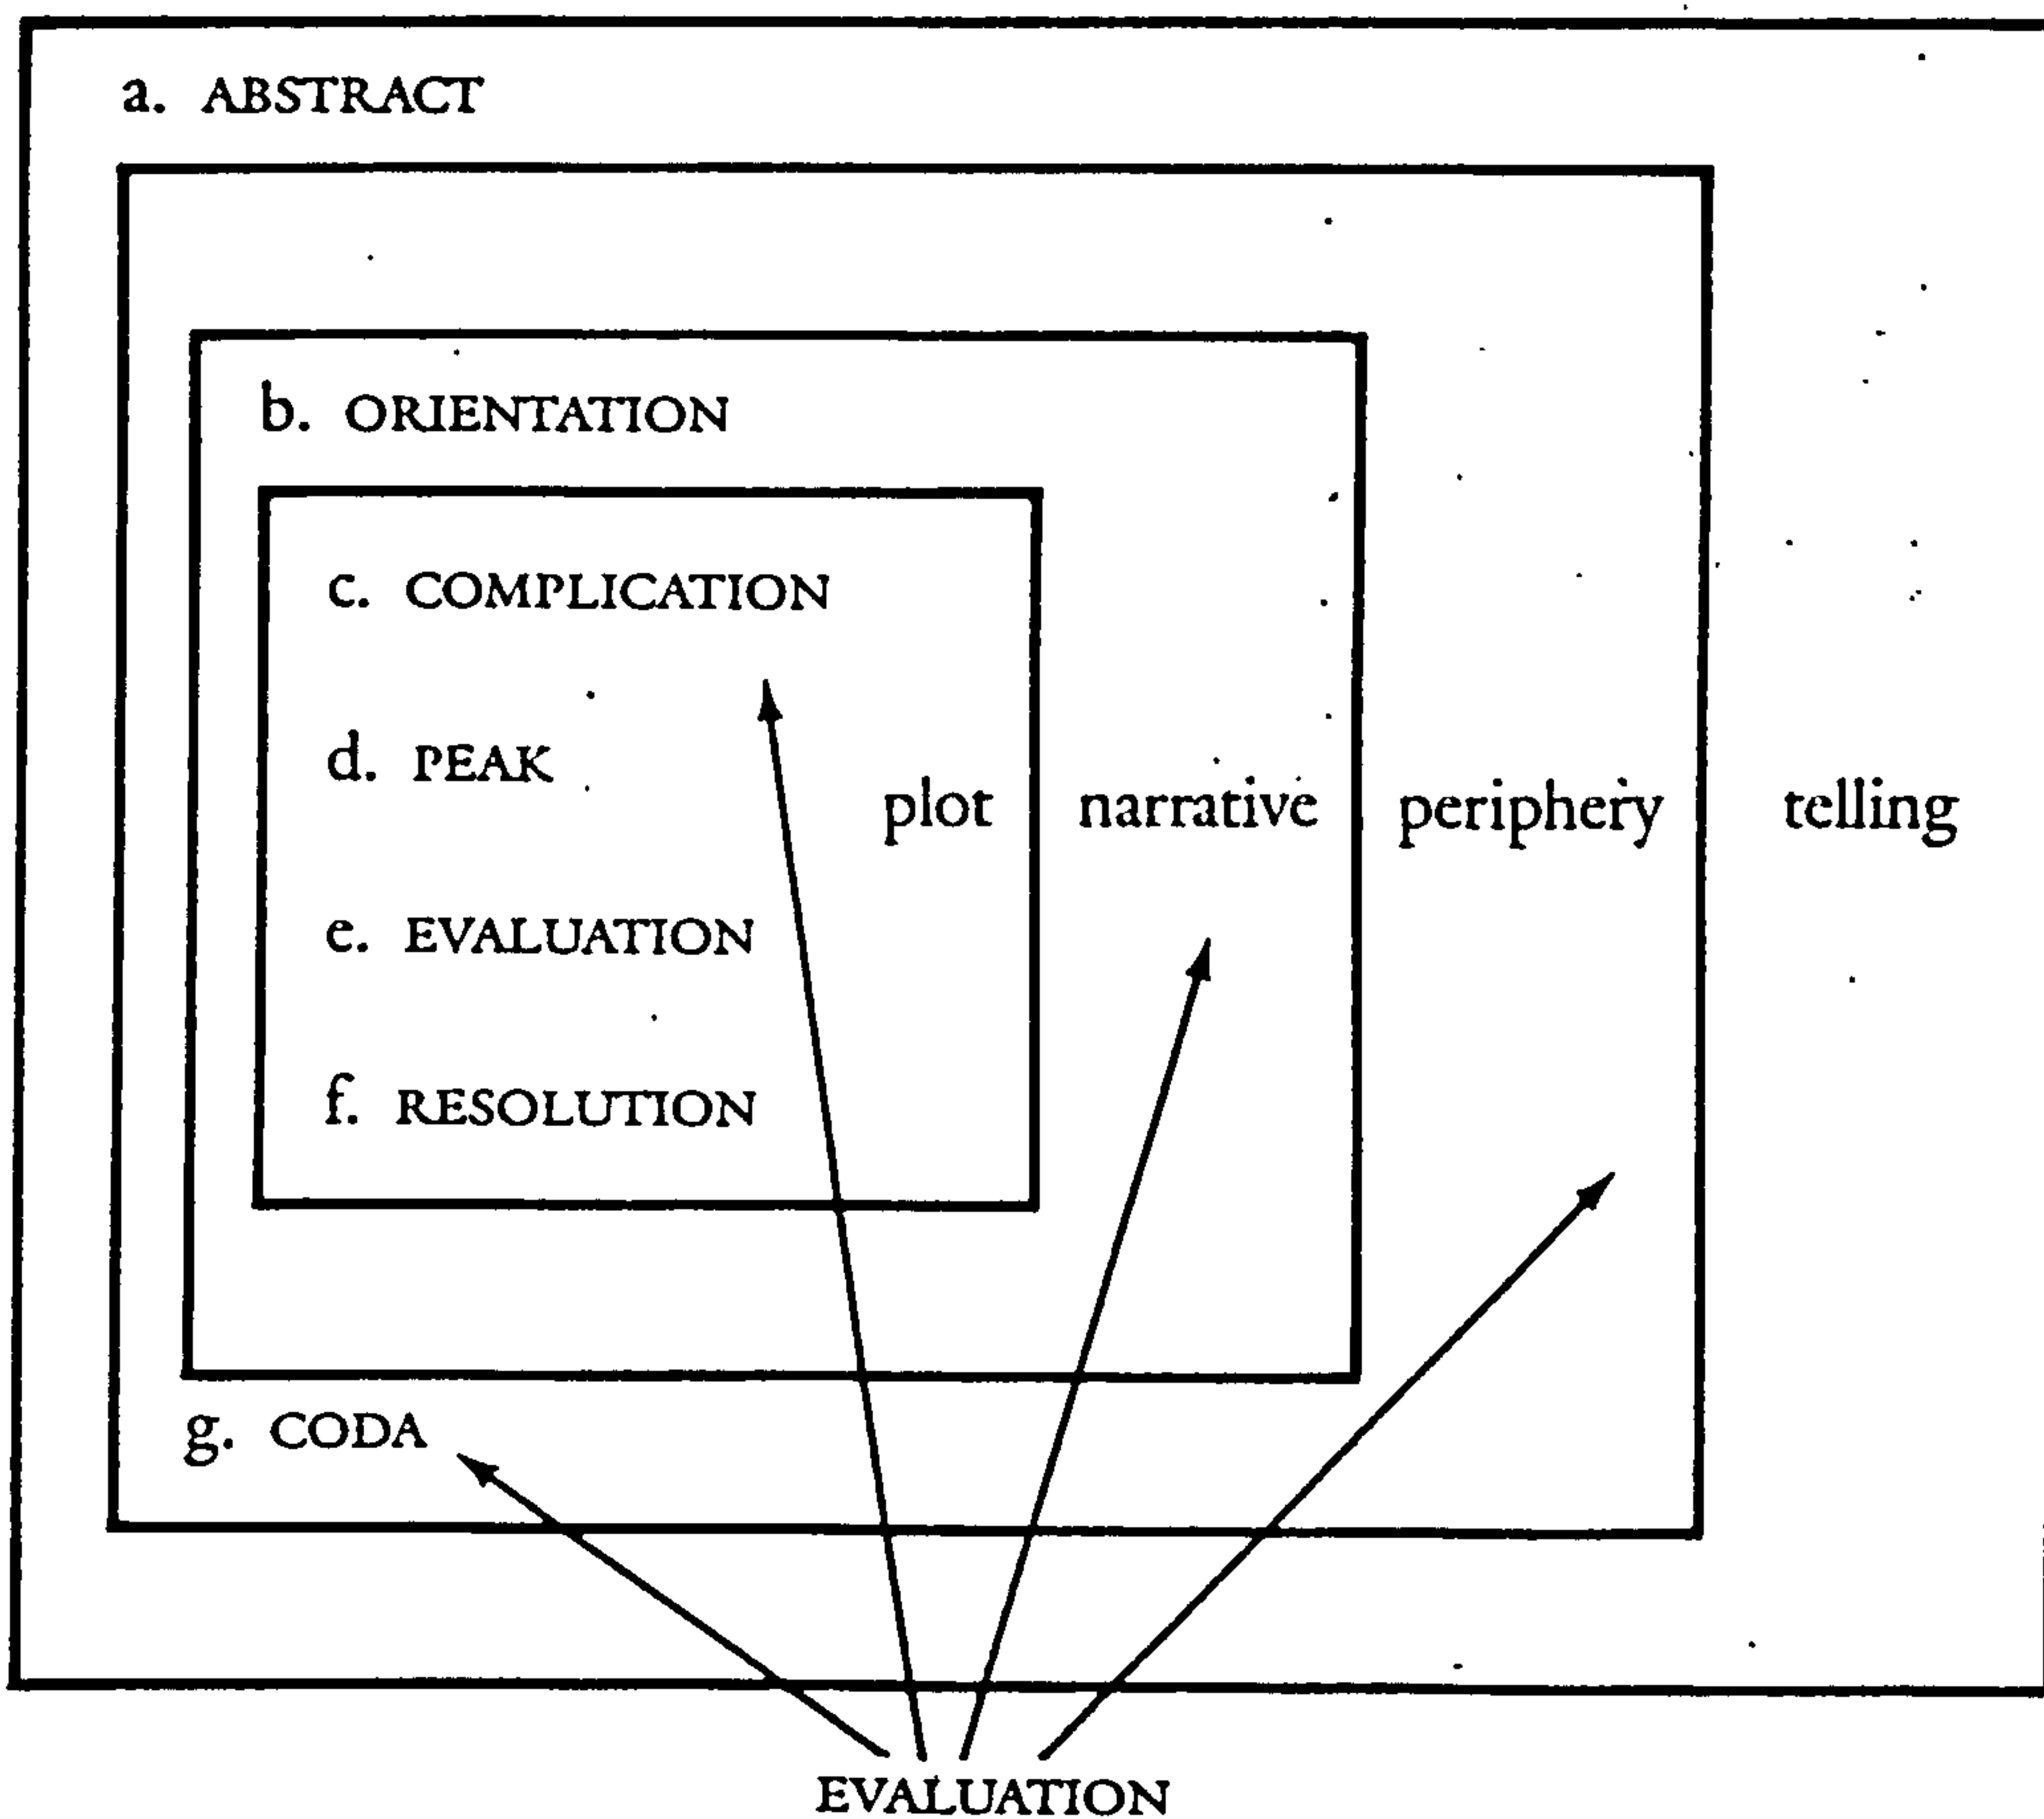 a. ABSTRACT
b. ORIENTATION
c. COMPLICATION
d. PEAK
plot narrative periphery telling
e. EVALUATION
f. RESOLUTION
g. CODA
EVALUATION